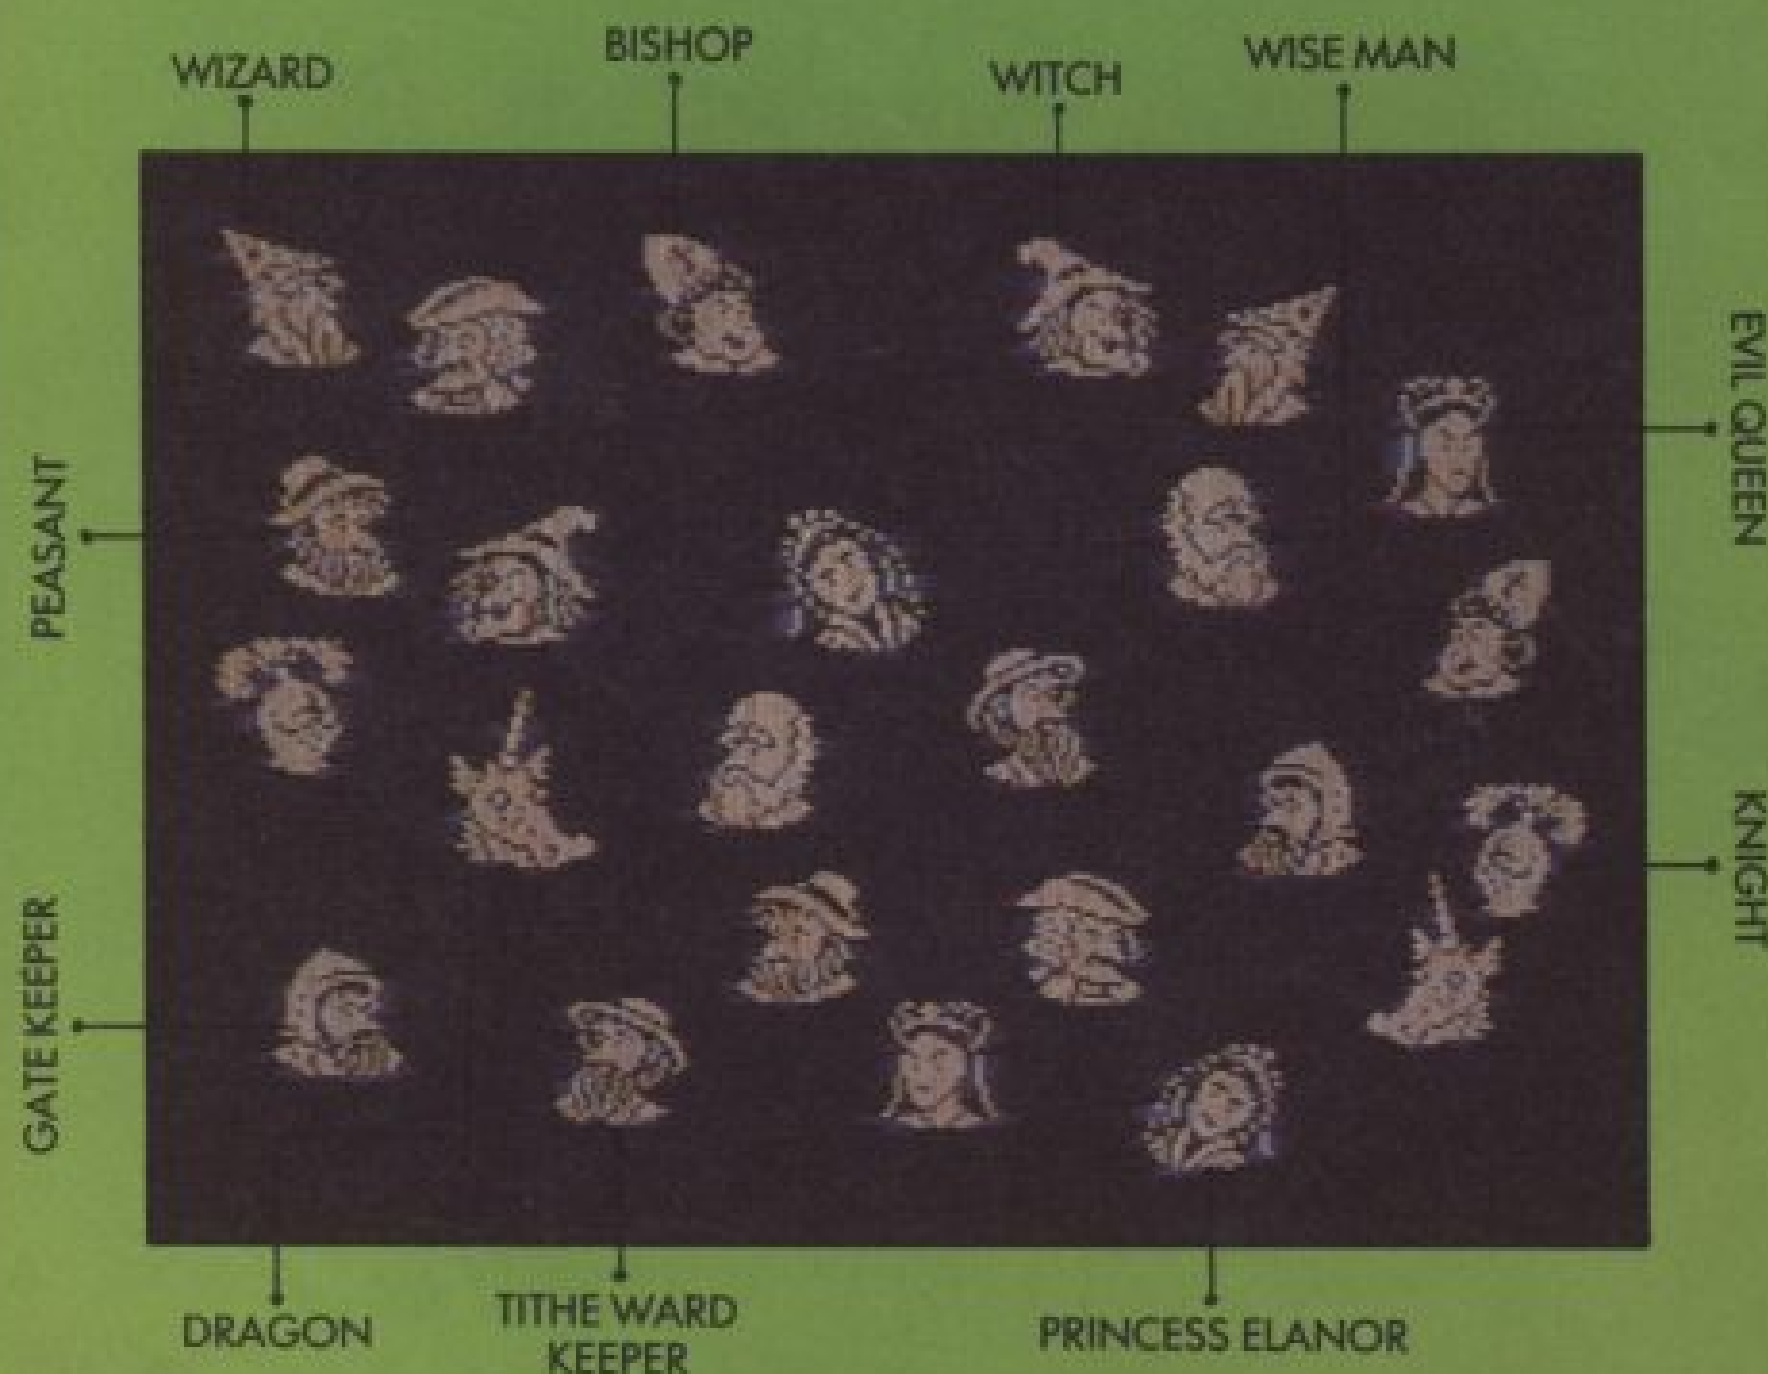 WIZARD
BISHOP
WITCH
WISE MAN
EVIL QUEEN
PEASANT
KNIGHT
GATE KEEPER
DRAGON
TITHE WARD
KEEPER
PRINCESS ELANOR